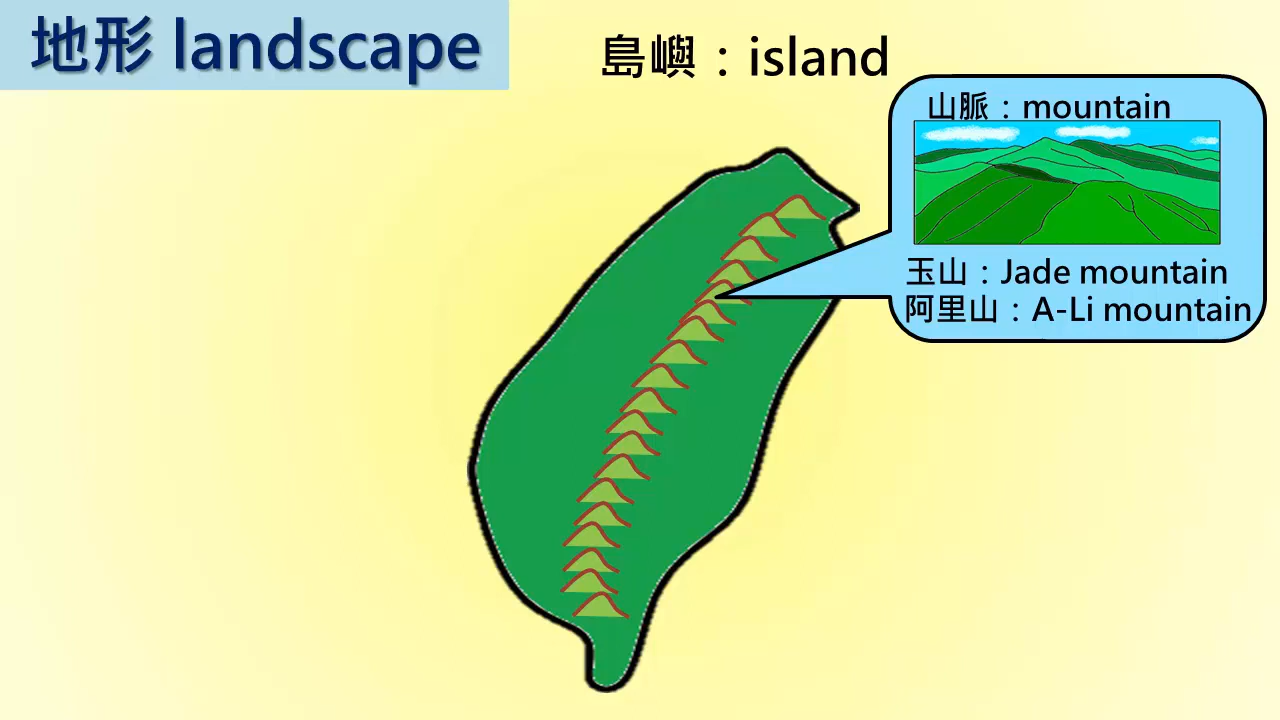 地形 landscape
島嶼：island
山脈：mountain
玉山：Jade mountain
阿里山：A-Li mountain